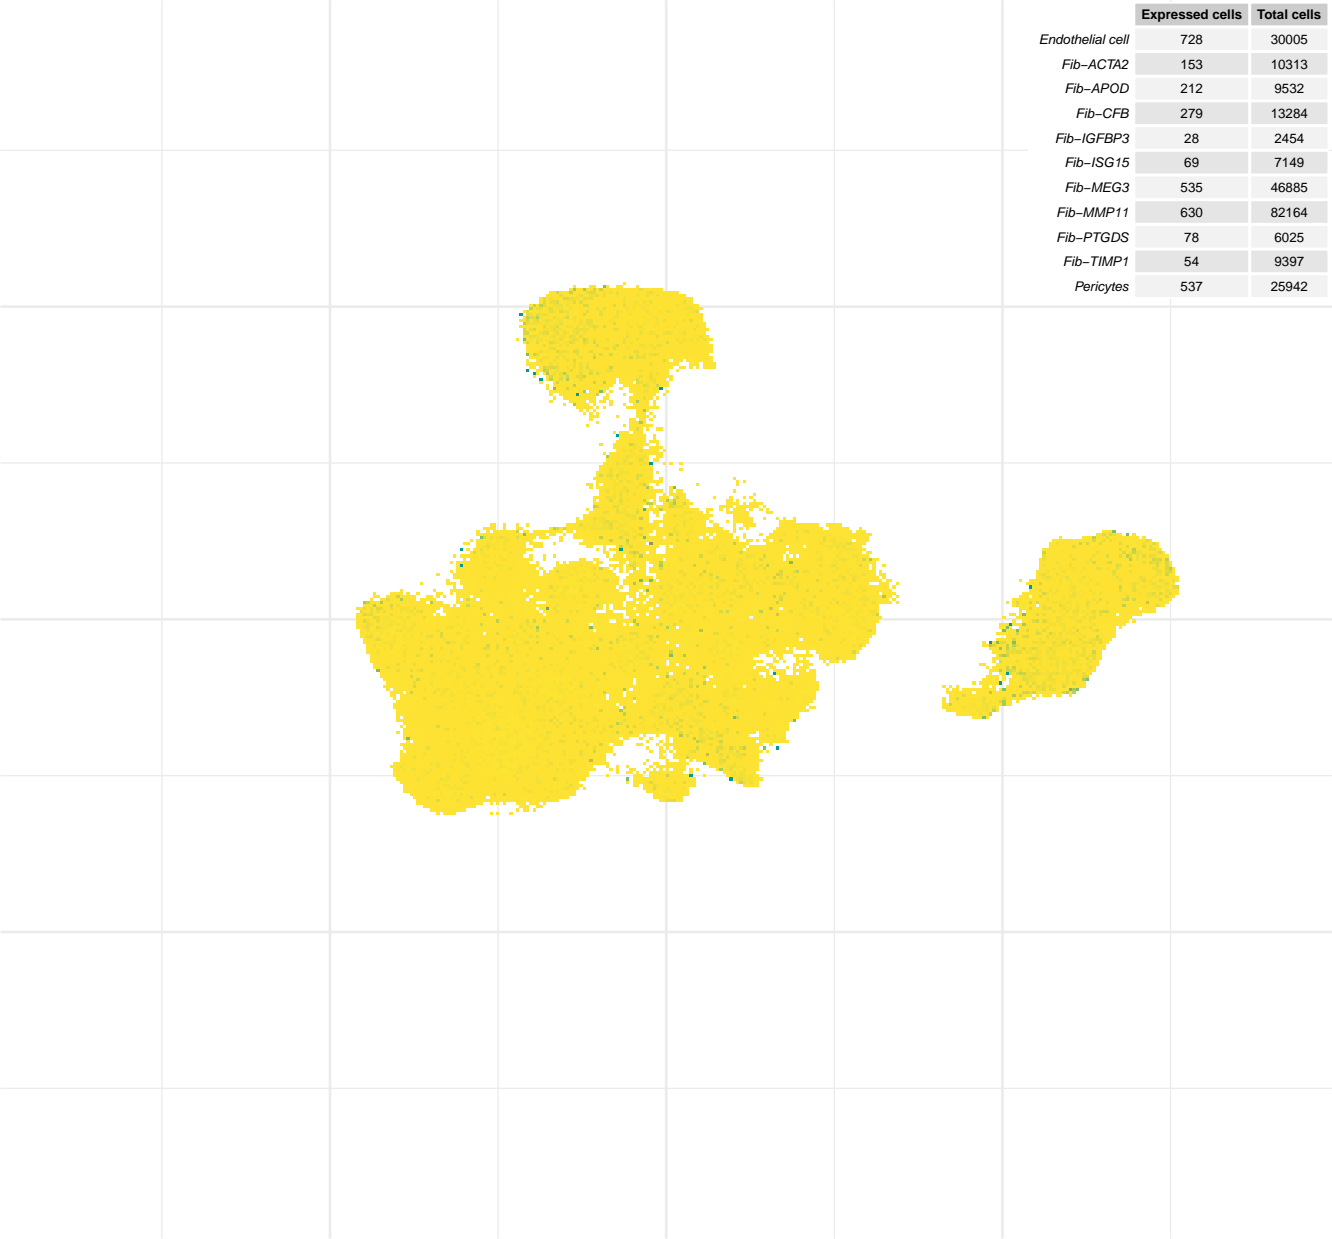 Expressed cells Total cells
Endothelial cell 728 30005
Fib−ACTA2 153 10313
Fib−APOD 212 9532
Fib−CFB 279 13284
Fib−IGFBP3 28 2454
Fib−ISG15 69 7149
Fib−MEG3 535 46885
Fib−MMP11 630 82164
Fib−PTGDS 78 6025
Fib−TIMP1 54 9397
Pericytes 537 25942